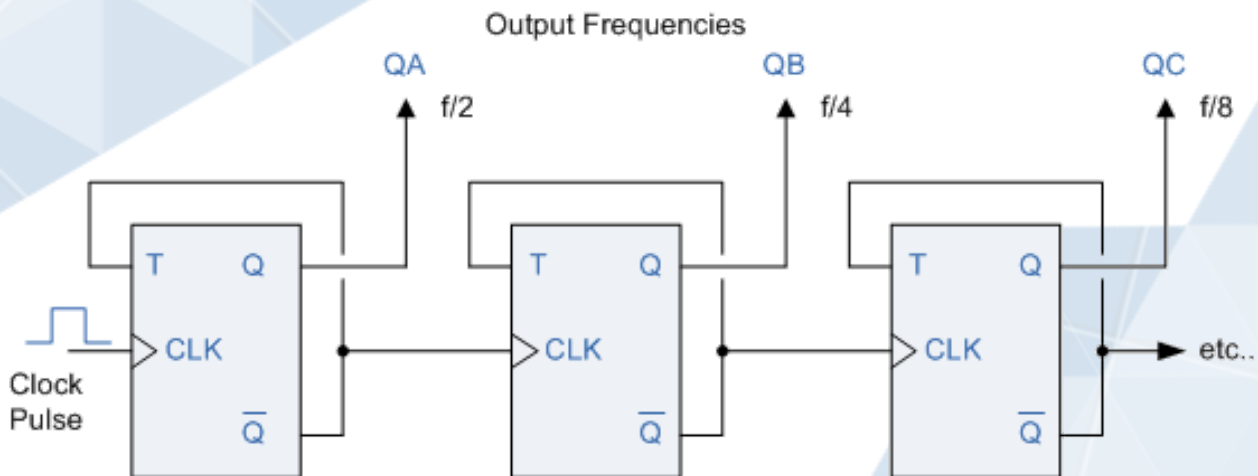 Output Frequencies
QA
QB
QC
f/2
f/4
f/8
T Q
T Q
T Q
CLK
CLK
CLK
etc..
Clock
Pulse
Q̅
Q̅
Q̅